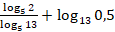 log₅ 2 / log₅ 13 + log₁₃ 0,5